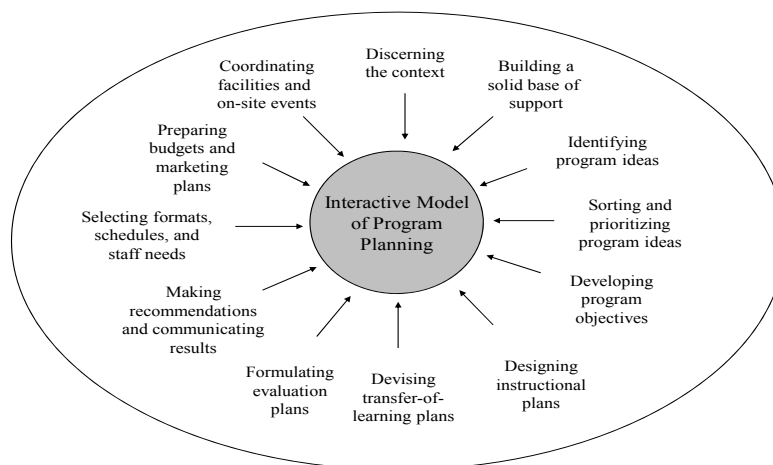 Discerning
the context
Building a
solid base of
support
Identifying
program ideas
Sorting and
prioritizing
program ideas
Developing
program
objectives
Designing
instructional
plans
Devising
transfer-of-
learning plans
Formulating
evaluation
plans
Making
recommendations
and communicating
results
Selecting formats,
schedules, and
staff needs
Preparing
budgets and
marketing
plans
Coordinating
facilities and
on-site events
Interactive Model
of Program
Planning